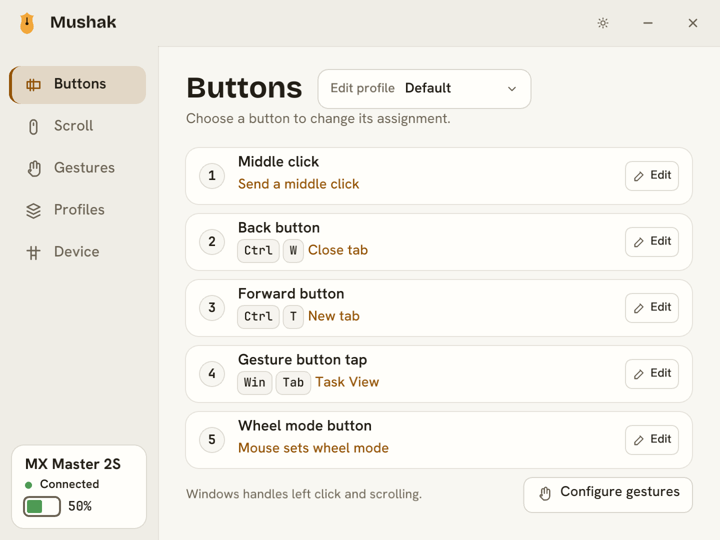 Mushak
Buttons
Scroll
Gestures
Profiles
Device
MX Master 2S
Connected
50%
Buttons
Edit profile Default
Choose a button to change its assignment.
1
Middle click
Send a middle click
Edit
2
Back button
Ctrl W Close tab
Edit
3
Forward button
Ctrl T New tab
Edit
4
Gesture button tap
Win Tab Task View
Edit
5
Wheel mode button
Mouse sets wheel mode
Edit
Windows handles left click and scrolling.
Configure gestures